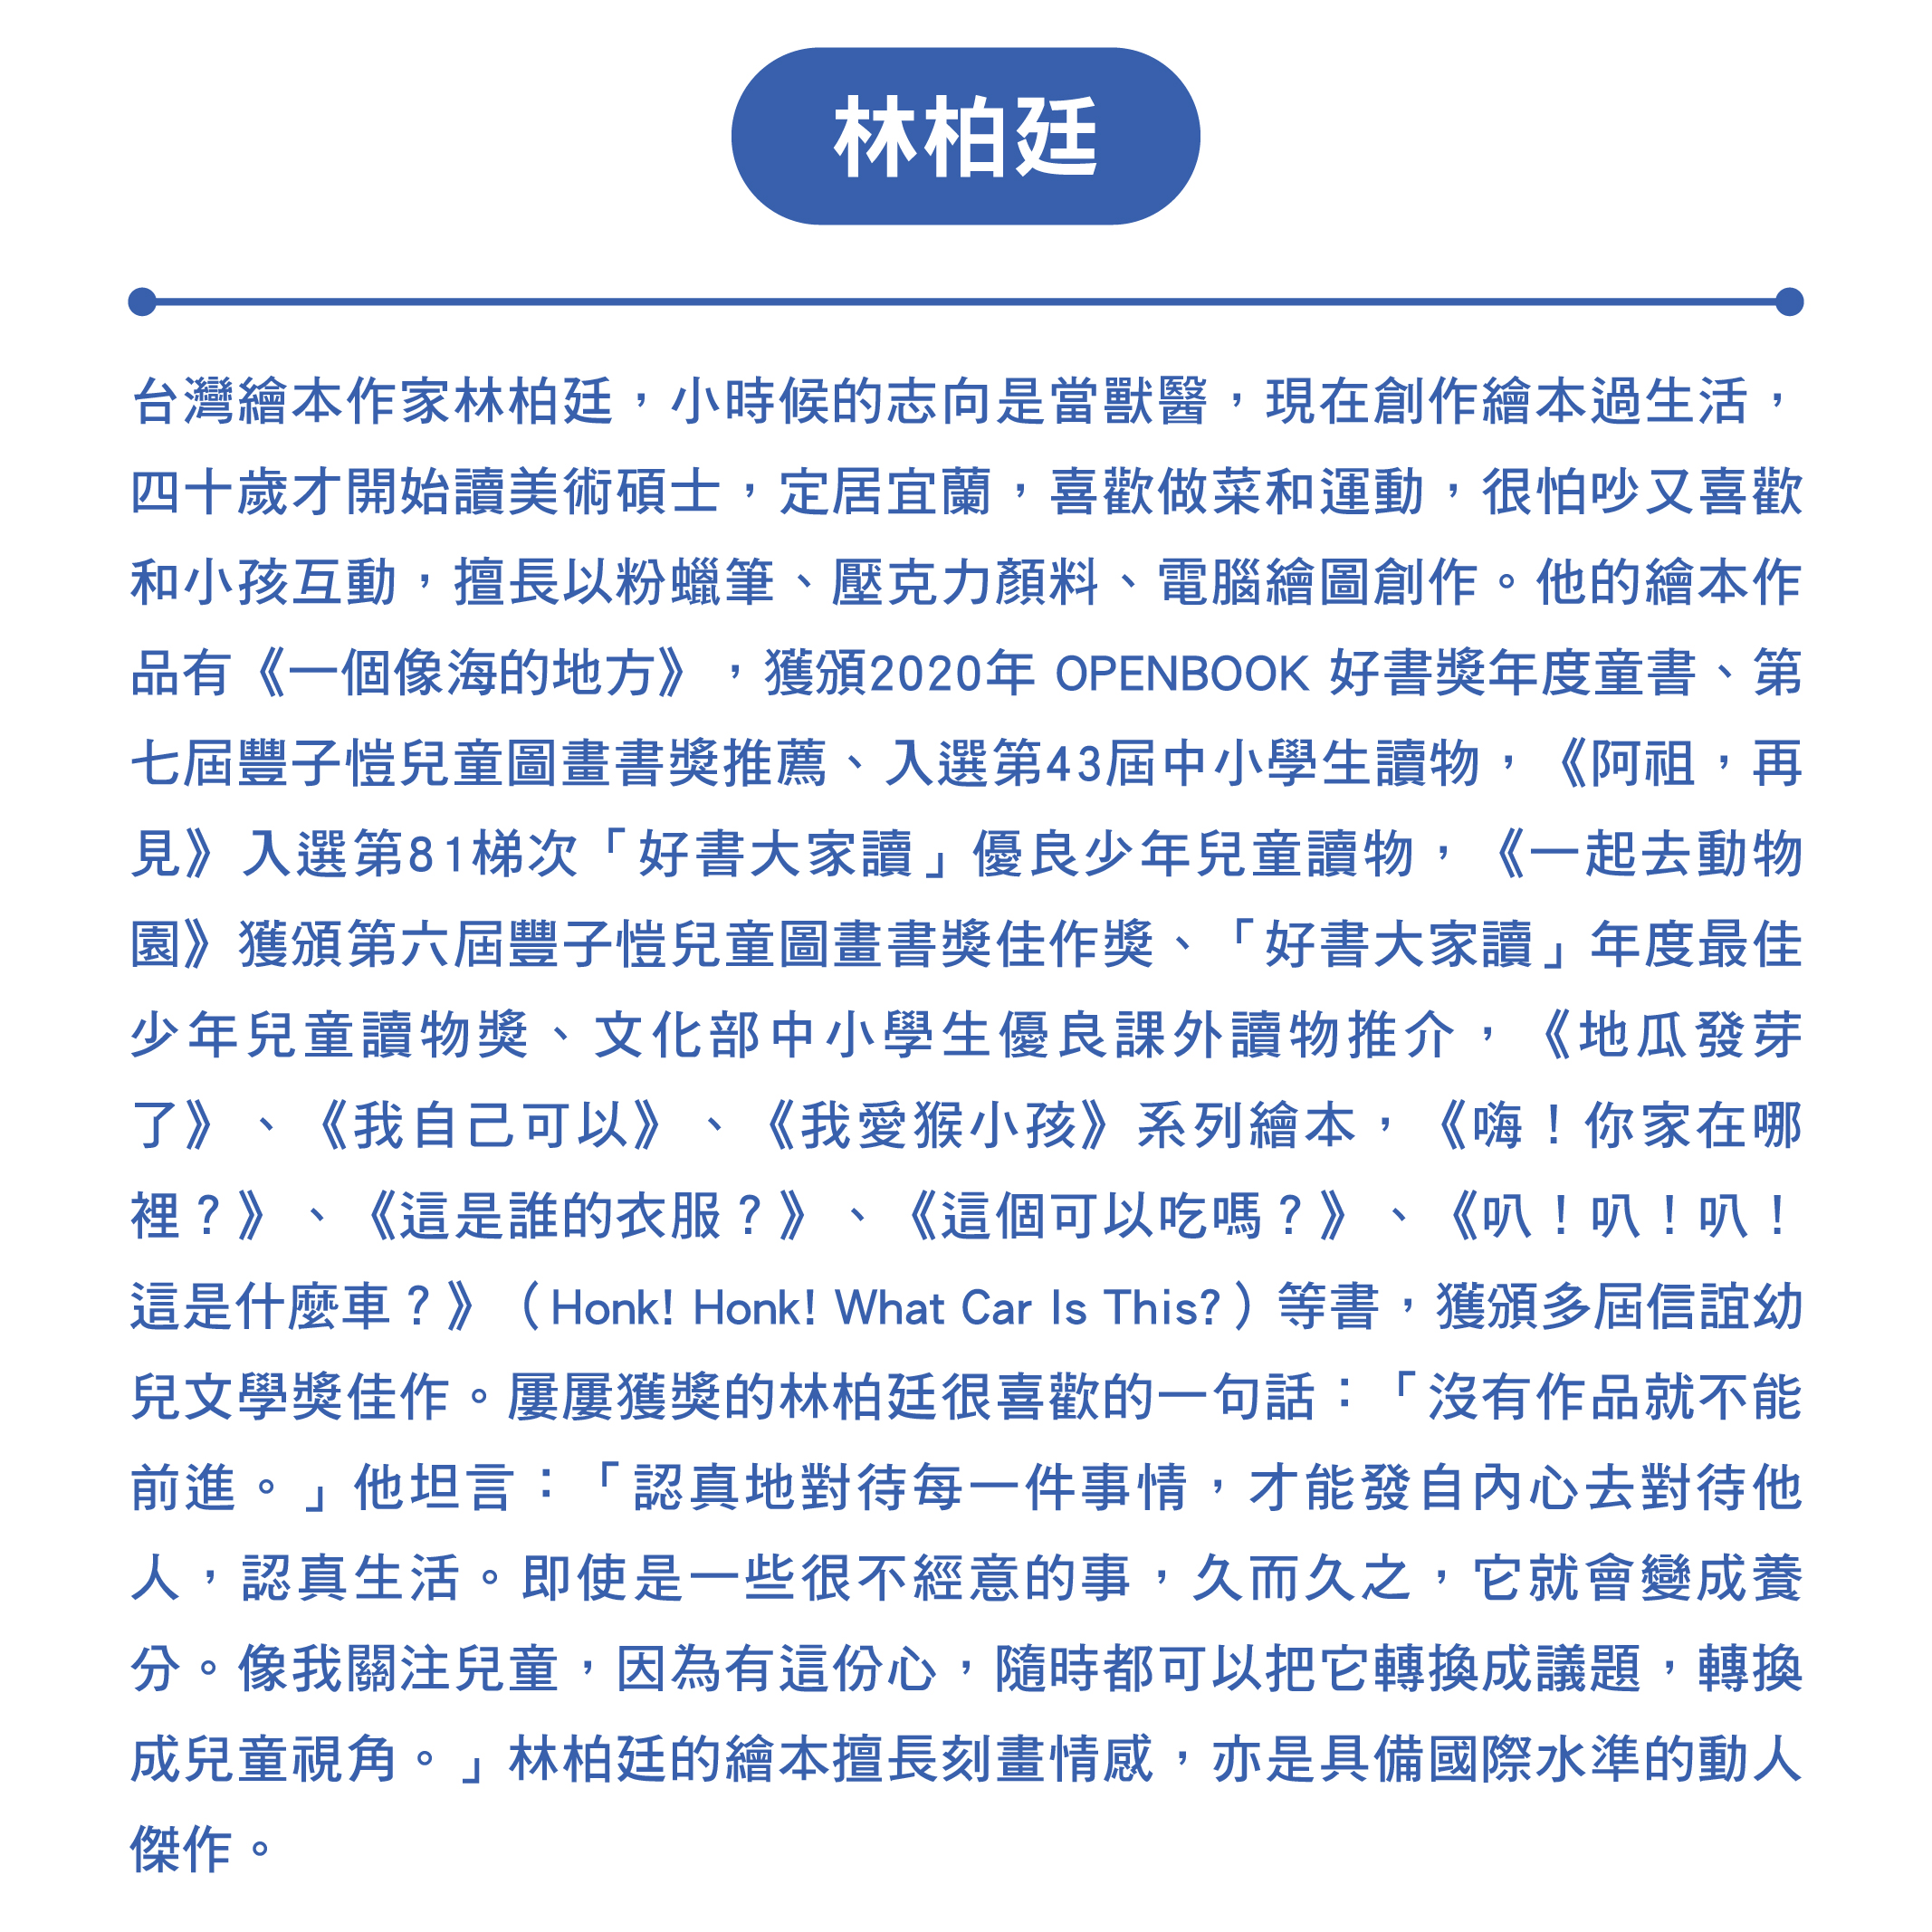 林柏廷
台灣繪本作家林柏廷，小時候的志向是當獸醫，現在創作繪本過生活，
四十歲才開始讀美術碩士，定居宜蘭，喜歡做菜和運動，很怕吵又喜歡
和小孩互動，擅長以粉蠟筆、壓克力顏料、電腦繪圖創作。他的繪本作
品有《一個像海的地方》，獲頒2020年 OPENBOOK 好書獎年度童書、第
七屆豐子愷兒童圖畫書獎推薦、入選第43屆中小學生讀物，《阿祖，再
見》入選第81梯次「好書大家讀」優良少年兒童讀物，《一起去動物
園》獲頒第六屆豐子愷兒童圖畫書獎佳作獎、「好書大家讀」年度最佳
少年兒童讀物獎、文化部中小學生優良課外讀物推介，《地瓜發芽
了》、《我自己可以》、《我愛猴小孩》系列繪本，《嗨！你家在哪
裡？》、《這是誰的衣服？》、《這個可以吃嗎？》、《叭！叭！叭！
這是什麼車？》（Honk! Honk! What Car Is This?）等書，獲頒多屆信誼幼
兒文學獎佳作。屢屢獲獎的林柏廷很喜歡的一句話：「沒有作品就不能
前進。」他坦言：「認真地對待每一件事情，才能發自內心去對待他
人，認真生活。即使是一些很不經意的事，久而久之，它就會變成養
分。像我關注兒童，因為有這份心，隨時都可以把它轉換成議題，轉換
成兒童視角。」林柏廷的繪本擅長刻畫情感，亦是具備國際水準的動人
傑作。